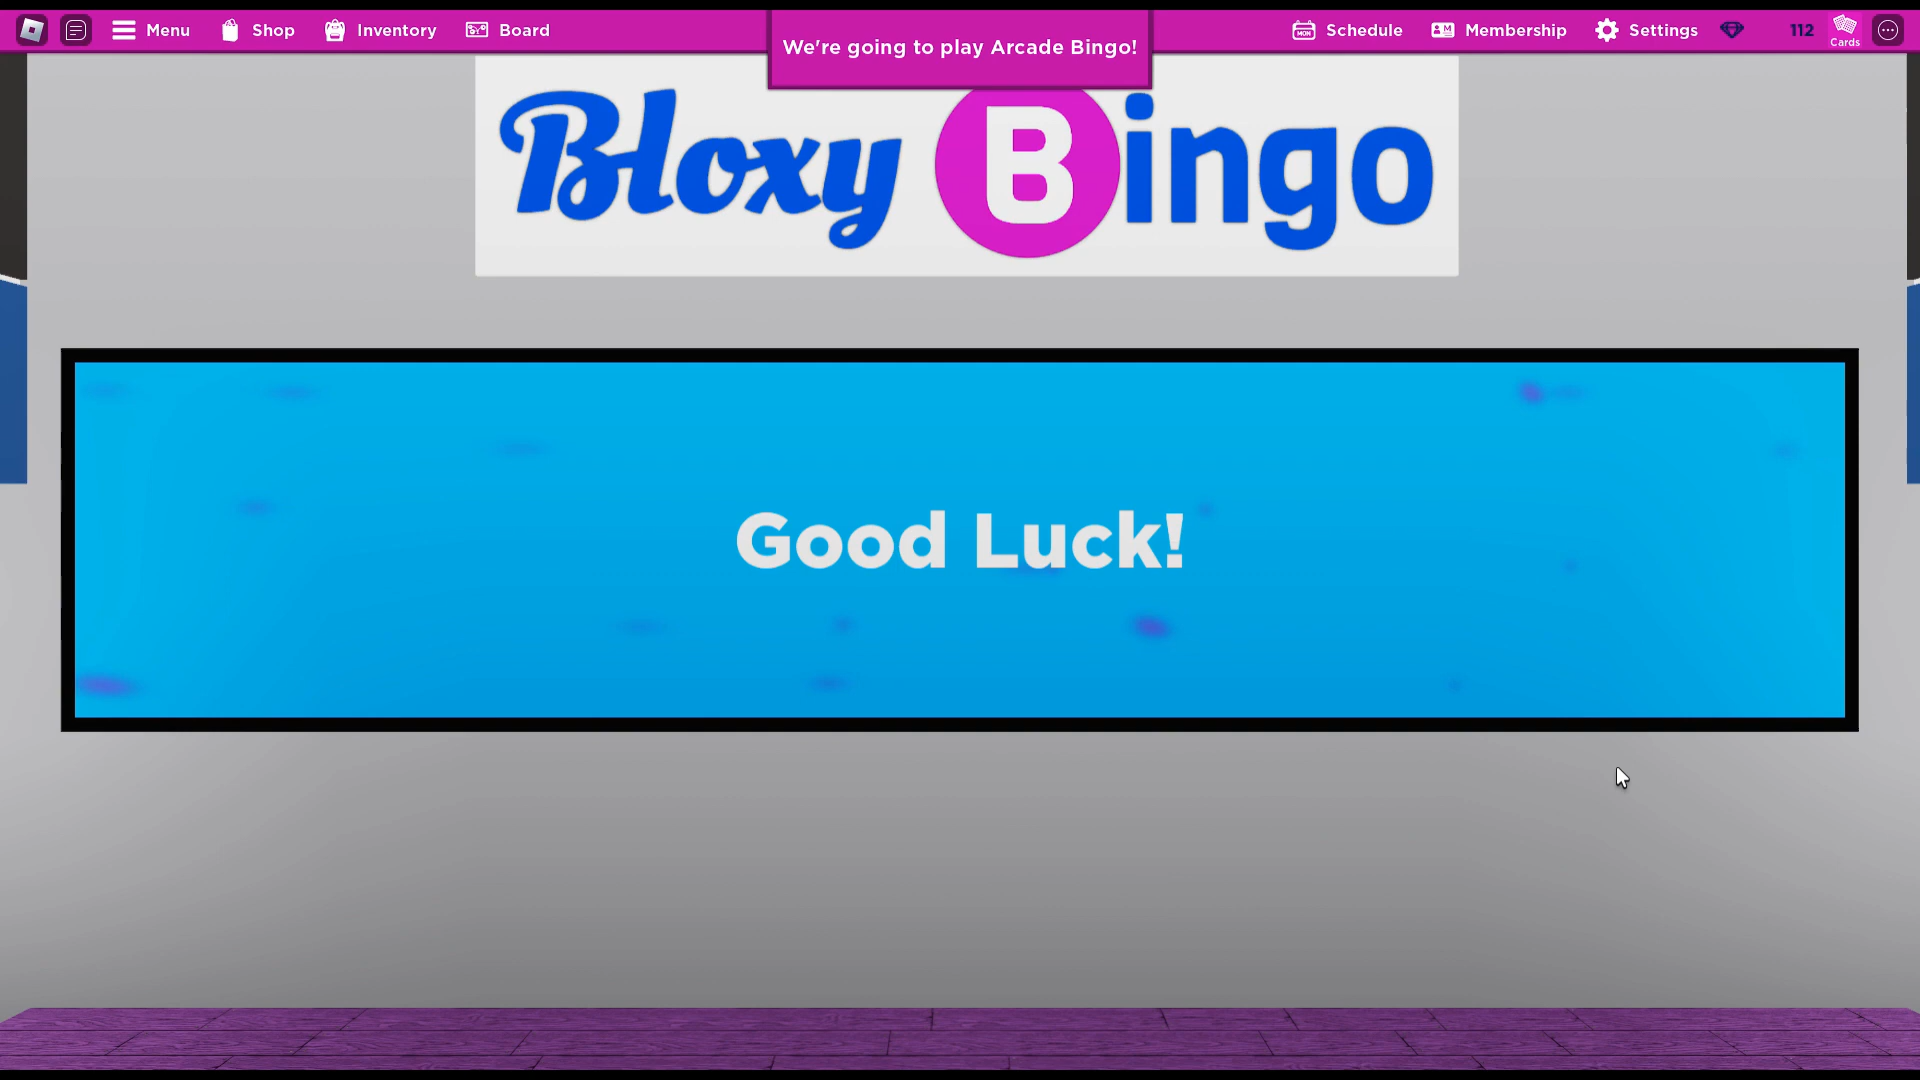 Menu
Shop
Inventory
Board
We're going to play Arcade Bingo!
MON
Schedule
M
Membership
Settings
112
Cards
Bloxy Bingo
Good Luck!